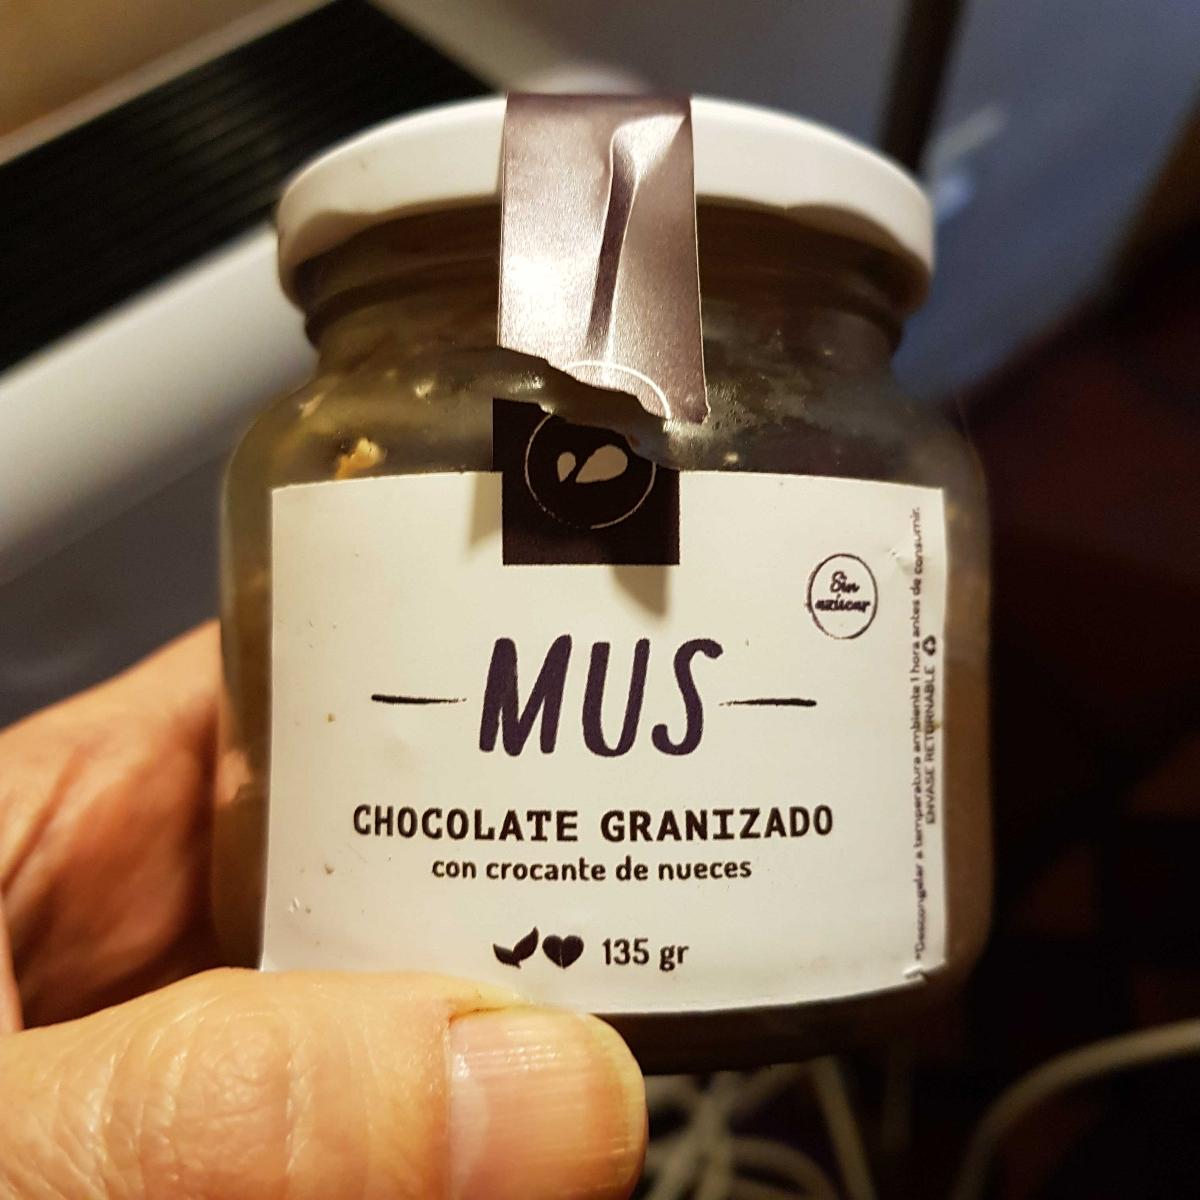 Sin
azúcar
MUS
CHOCOLATE GRANIZADO
con crocante de nueces
135 gr
*Descongelar a temperatura ambiente 1 hora antes de consumir.
ENVASE RETORNABLE